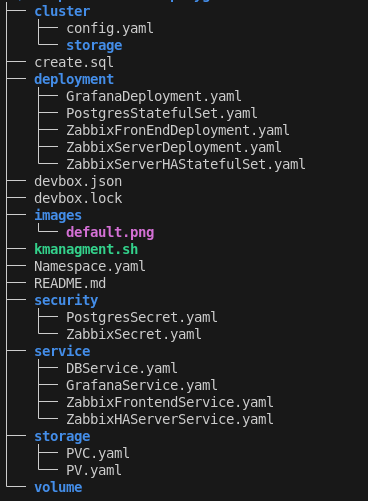 cluster
config.yaml
storage
create.sql
deployment
GrafanaDeployment.yaml
PostgresStatefulSet.yaml
ZabbixFronEndDeployment.yaml
ZabbixServerDeployment.yaml
ZabbixServerHAStatefulSet.yaml
devbox.json
devbox.lock
images
default.png
kmanagment.sh
Namespace.yaml
README.md
security
PostgresSecret.yaml
ZabbixSecret.yaml
service
DBService.yaml
GrafanaService.yaml
ZabbixFrontendService.yaml
ZabbixHAServerService.yaml
storage
PVC.yaml
PV.yaml
volume